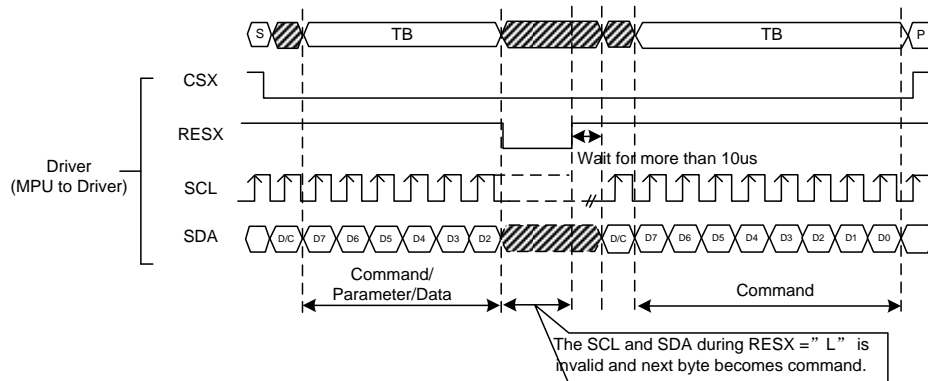 S TB TB P
CSX
RESX
Wait for more than 10us
Driver
(MPU to Driver)
SCL
SDA D/C D7 D6 D5 D4 D3 D2 D/C D7 D6 D5 D4 D3 D2 D1 D0
Command/
Parameter/Data
Command
The SCL and SDA during RESX =”L” is
invalid and next byte becomes command.